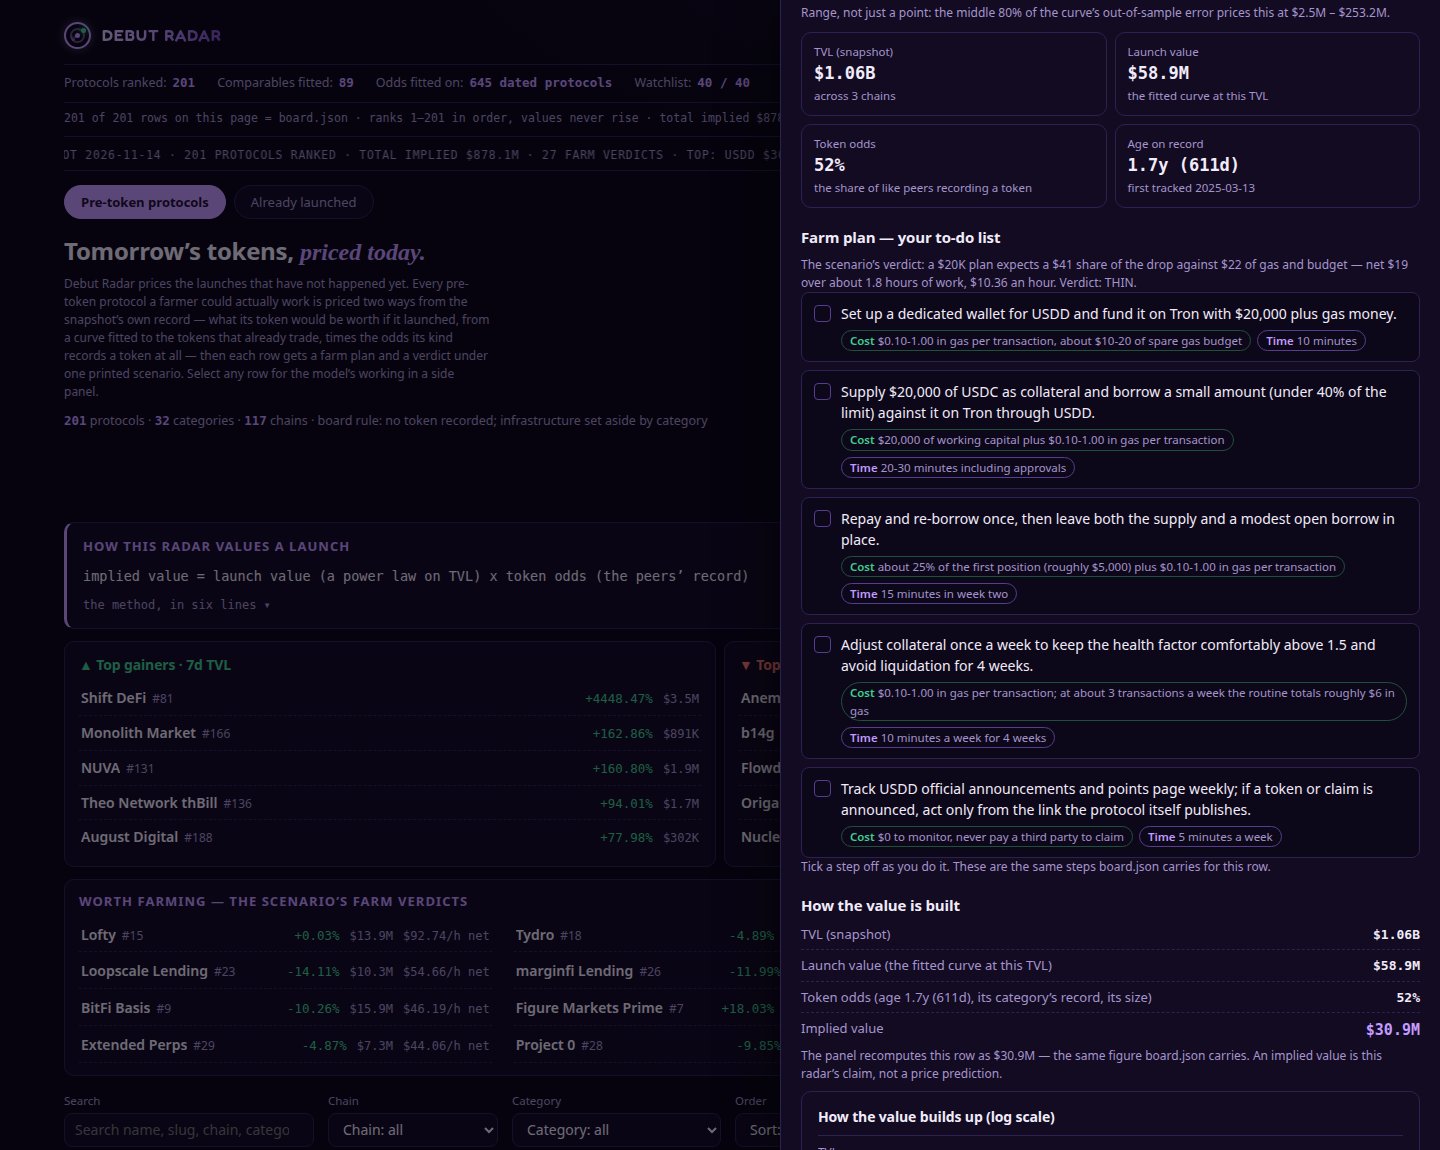 DEBUT RADAR
Protocols ranked: 201 Comparables fitted: 89 Odds fitted on: 645 dated protocols Watchlist: 40 / 40
201 of 201 rows on this page = board.json · ranks 1–201 in order, values never rise · total implied $878
OT 2026-11-14 · 201 PROTOCOLS RANKED · TOTAL IMPLIED $878.1M · 27 FARM VERDICTS · TOP: USDD $30
Pre-token protocols Already launched
Tomorrow's tokens, priced today.
Debut Radar prices the launches that have not happened yet. Every pre-
token protocol a farmer could actually work is priced two ways from the
snapshot's own record — what its token would be worth if it launched, from
a curve fitted to the tokens that already trade, times the odds its kind
records a token at all — then each row gets a farm plan and a verdict under
one printed scenario. Select any row for the model's working in a side
panel.
201 protocols · 32 categories · 117 chains · board rule: no token recorded; infrastructure set aside by category
HOW THIS RADAR VALUES A LAUNCH
implied value = launch value (a power law on TVL) x token odds (the peers’ record)
the method, in six lines ▾
▲ Top gainers · 7d TVL
Shift DeFi #81 +4448.47% $3.5M
Monolith Market #166 +162.86% $891K
NUVA #131 +160.80% $1.9M
Theo Network thBill #136 +94.01% $1.7M
August Digital #188 +77.98% $302K
▼ Top
Anem
b14g
Flowd
Origa
Nucle
WORTH FARMING — THE SCENARIO’S FARM VERDICTS
Lofty #15 +0.03% $13.9M $92.74/h net Tydro #18 -4.89%
Loopscale Lending #23 -14.11% $10.3M $54.66/h net marginfi Lending #26 -11.99%
BitFi Basis #9 -10.26% $15.9M $46.19/h net Figure Markets Prime #7 +18.03%
Extended Perps #29 -4.87% $7.3M $44.06/h net Project 0 #28 -9.85%
Search Chain Category Order
Search name, slug, chain, catego Chain: all Category: all Sort:
Range, not just a point: the middle 80% of the curve’s out-of-sample error prices this at $2.5M – $253.2M.
TVL (snapshot)
$1.06B
across 3 chains
Launch value
$58.9M
the fitted curve at this TVL
Token odds
52%
the share of like peers recording a token
Age on record
1.7y (611d)
first tracked 2025-03-13
Farm plan — your to-do list
The scenario’s verdict: a $20K plan expects a $41 share of the drop against $22 of gas and budget — net $19
over about 1.8 hours of work, $10.36 an hour. Verdict: THIN.
Set up a dedicated wallet for USDD and fund it on Tron with $20,000 plus gas money.
Cost $0.10-1.00 in gas per transaction, about $10-20 of spare gas budget Time 10 minutes
Supply $20,000 of USDC as collateral and borrow a small amount (under 40% of the
limit) against it on Tron through USDD.
Cost $20,000 of working capital plus $0.10-1.00 in gas per transaction
Time 20-30 minutes including approvals
Repay and re-borrow once, then leave both the supply and a modest open borrow in
place.
Cost about 25% of the first position (roughly $5,000) plus $0.10-1.00 in gas per transaction
Time 15 minutes in week two
Adjust collateral once a week to keep the health factor comfortably above 1.5 and
avoid liquidation for 4 weeks.
Cost $0.10-1.00 in gas per transaction; at about 3 transactions a week the routine totals roughly $6 in
gas
Time 10 minutes a week for 4 weeks
Track USDD official announcements and points page weekly; if a token or claim is
announced, act only from the link the protocol itself publishes.
Cost $0 to monitor, never pay a third party to claim Time 5 minutes a week
Tick a step off as you do it. These are the same steps board.json carries for this row.
How the value is built
TVL (snapshot) $1.06B
Launch value (the fitted curve at this TVL) $58.9M
Token odds (age 1.7y (611d), its category’s record, its size) 52%
Implied value $30.9M
The panel recomputes this row as $30.9M — the same figure board.json carries. An implied value is this
radar’s claim, not a price prediction.
How the value builds up (log scale)